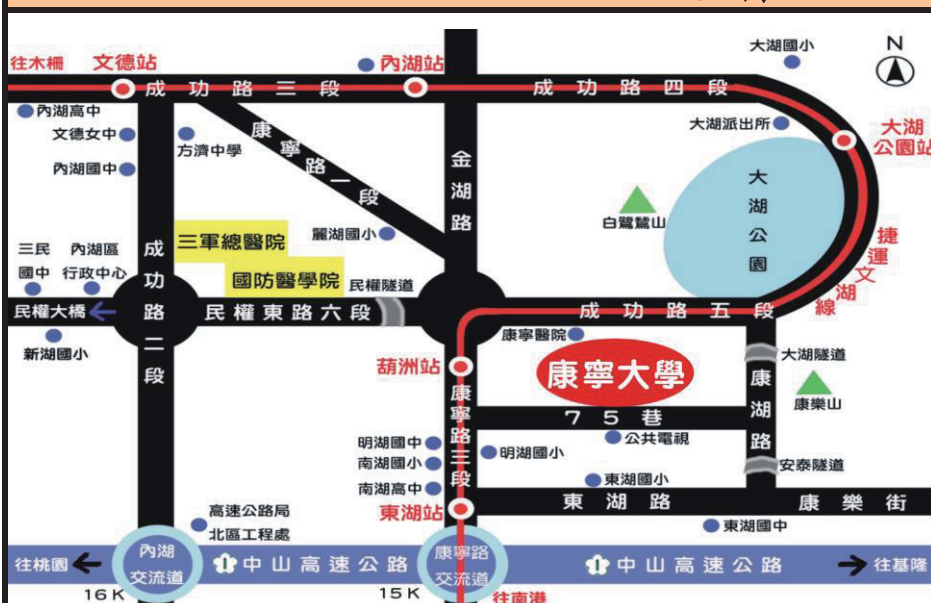 大湖國小
N
往木柵
文德站
內湖站
成功路三段
成功路四段
內湖高中
文德女中
方濟中學
康寧路一段
大湖派出所
大湖公園站
內湖國中
金湖路
大湖公園
白鷺鷥山
三軍總醫院
麗湖國小
捷運文湖線
三民國中
內湖區行政中心
成功路二段
國防醫學院
民權隧道
民權大橋
民權東路六段
成功路五段
新湖國小
康寧醫院
大湖隧道
葫洲站
康寧大學
康湖路
康樂山
康寧路三段
75巷
明湖國中
公共電視
明湖國小
南湖國小
安泰隧道
南湖高中
東湖國小
東湖站
東湖路
康樂街
高速公路局
北區工程處
東湖國中
往桃園
內湖
交流道
1
中山高速公路
康寧路
交流道
1
中山高速公路
往基隆
16K
15K
往南港